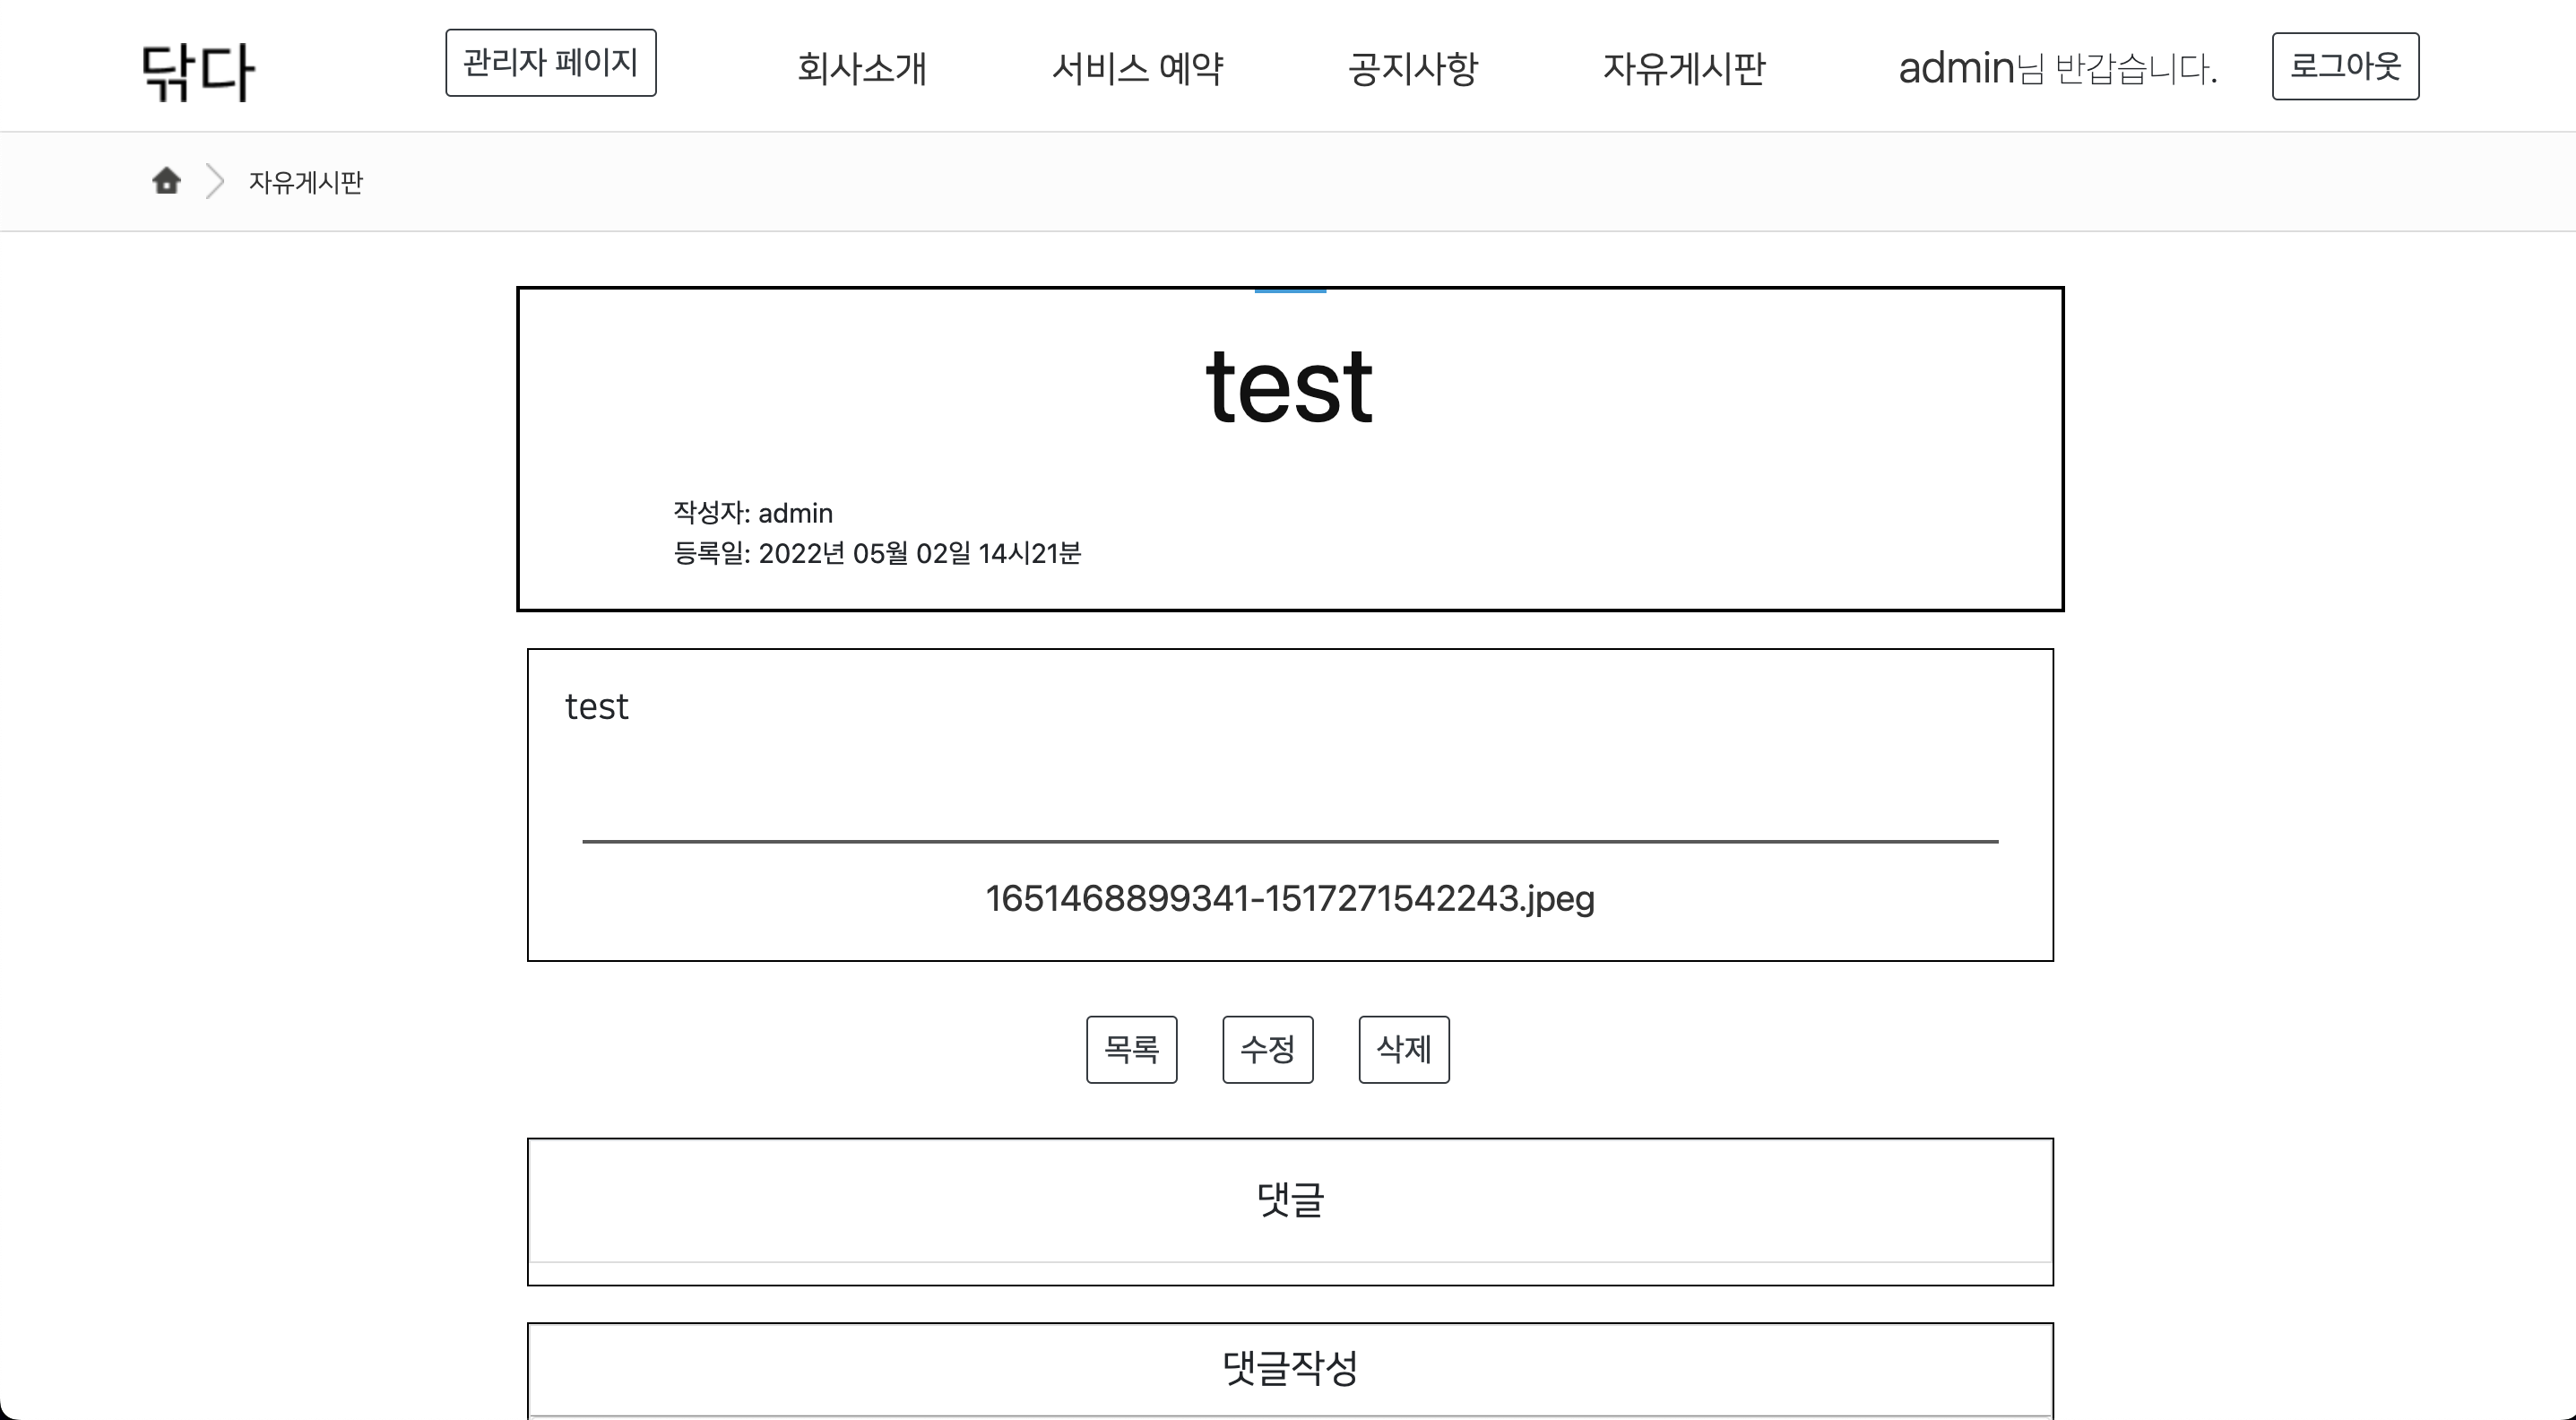 닦다
관리자 페이지
회사소개
서비스 예약
공지사항
자유게시판
admin님 반갑습니다.
로그아웃
자유게시판
test
작성자: admin
등록일: 2022년 05월 02일 14시21분
test
1651468899341-1517271542243.jpeg
목록
수정
삭제
댓글
댓글작성